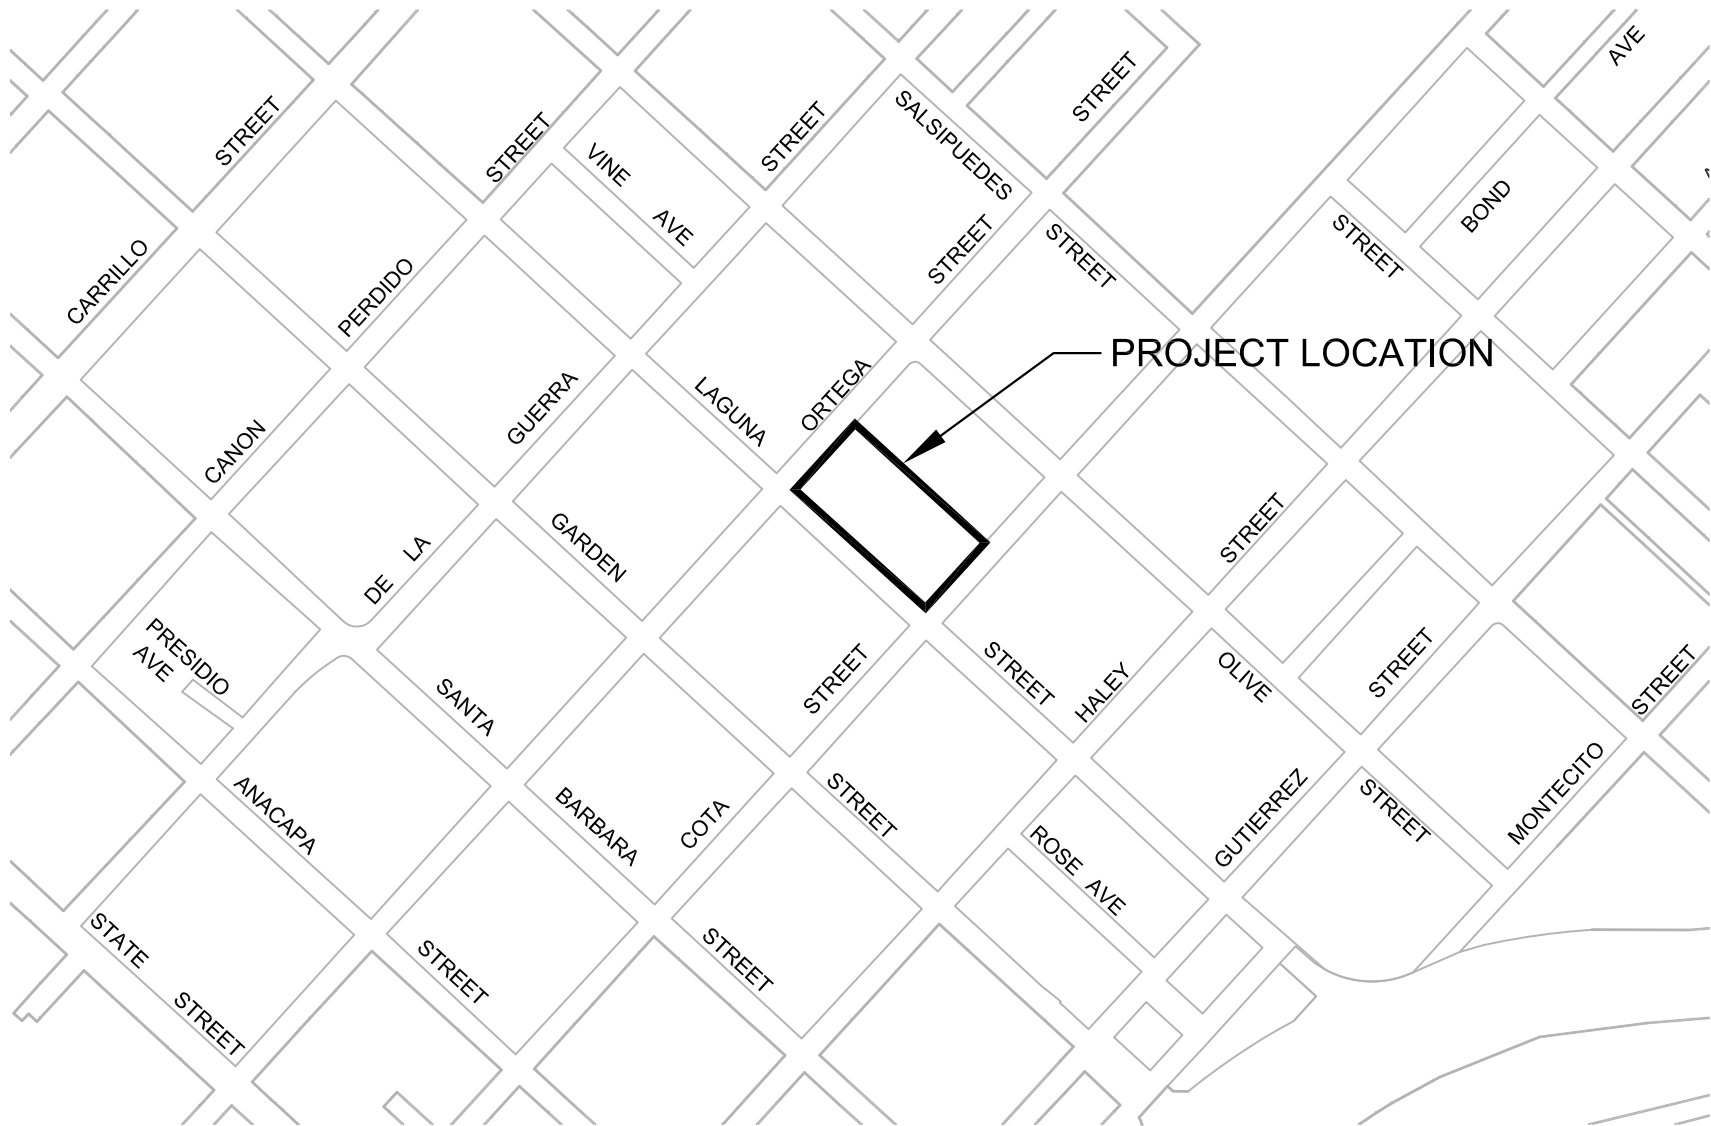 AVE
STREET
STREET
STREET
STREET
SALSIPUEDES
STREET
VINE
AVE
BOND
STREET
STREET
STREET
CARRILLO
PERDIDO
PROJECT LOCATION
ORTEGA
LAGUNA
GUERRA
CANON
GARDEN
STREET
DE LA
PRESIDIO
AVE
SANTA
STREET
STREET
HALEY
OLIVE
STREET
STREET
ANACAPA
BARBARA
COTA
STREET
ROSE AVE
GUTIERREZ
STREET
MONTECITO
STATE
STREET
STREET
STREET